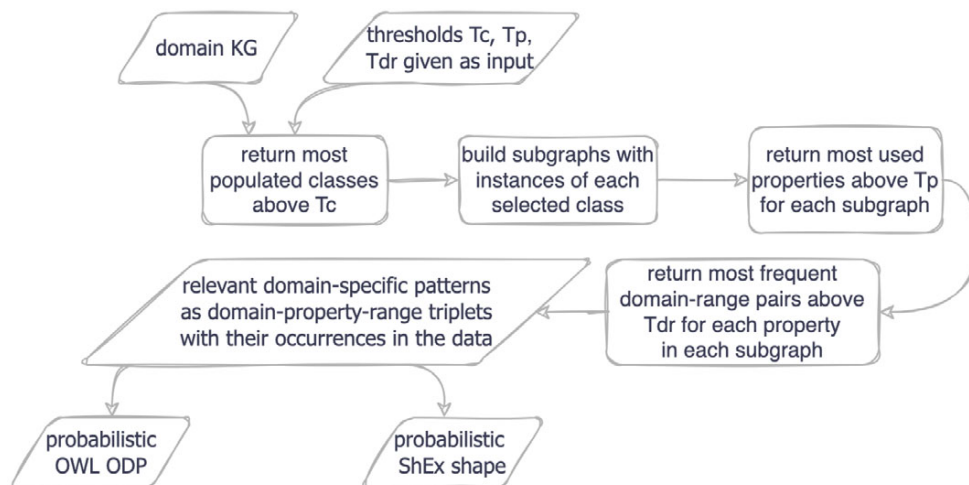 domain KG
thresholds Tc, Tp,
Tdr given as input
return most
populated classes
above Tc
build subgraphs with
instances of each
selected class
return most used
properties above Tp
for each subgraph
return most frequent
domain-range pairs above
Tdr for each property
in each subgraph
relevant domain-specific patterns
as domain-property-range triplets
with their occurrences in the data
probabilistic
OWL ODP
probabilistic
ShEx shape